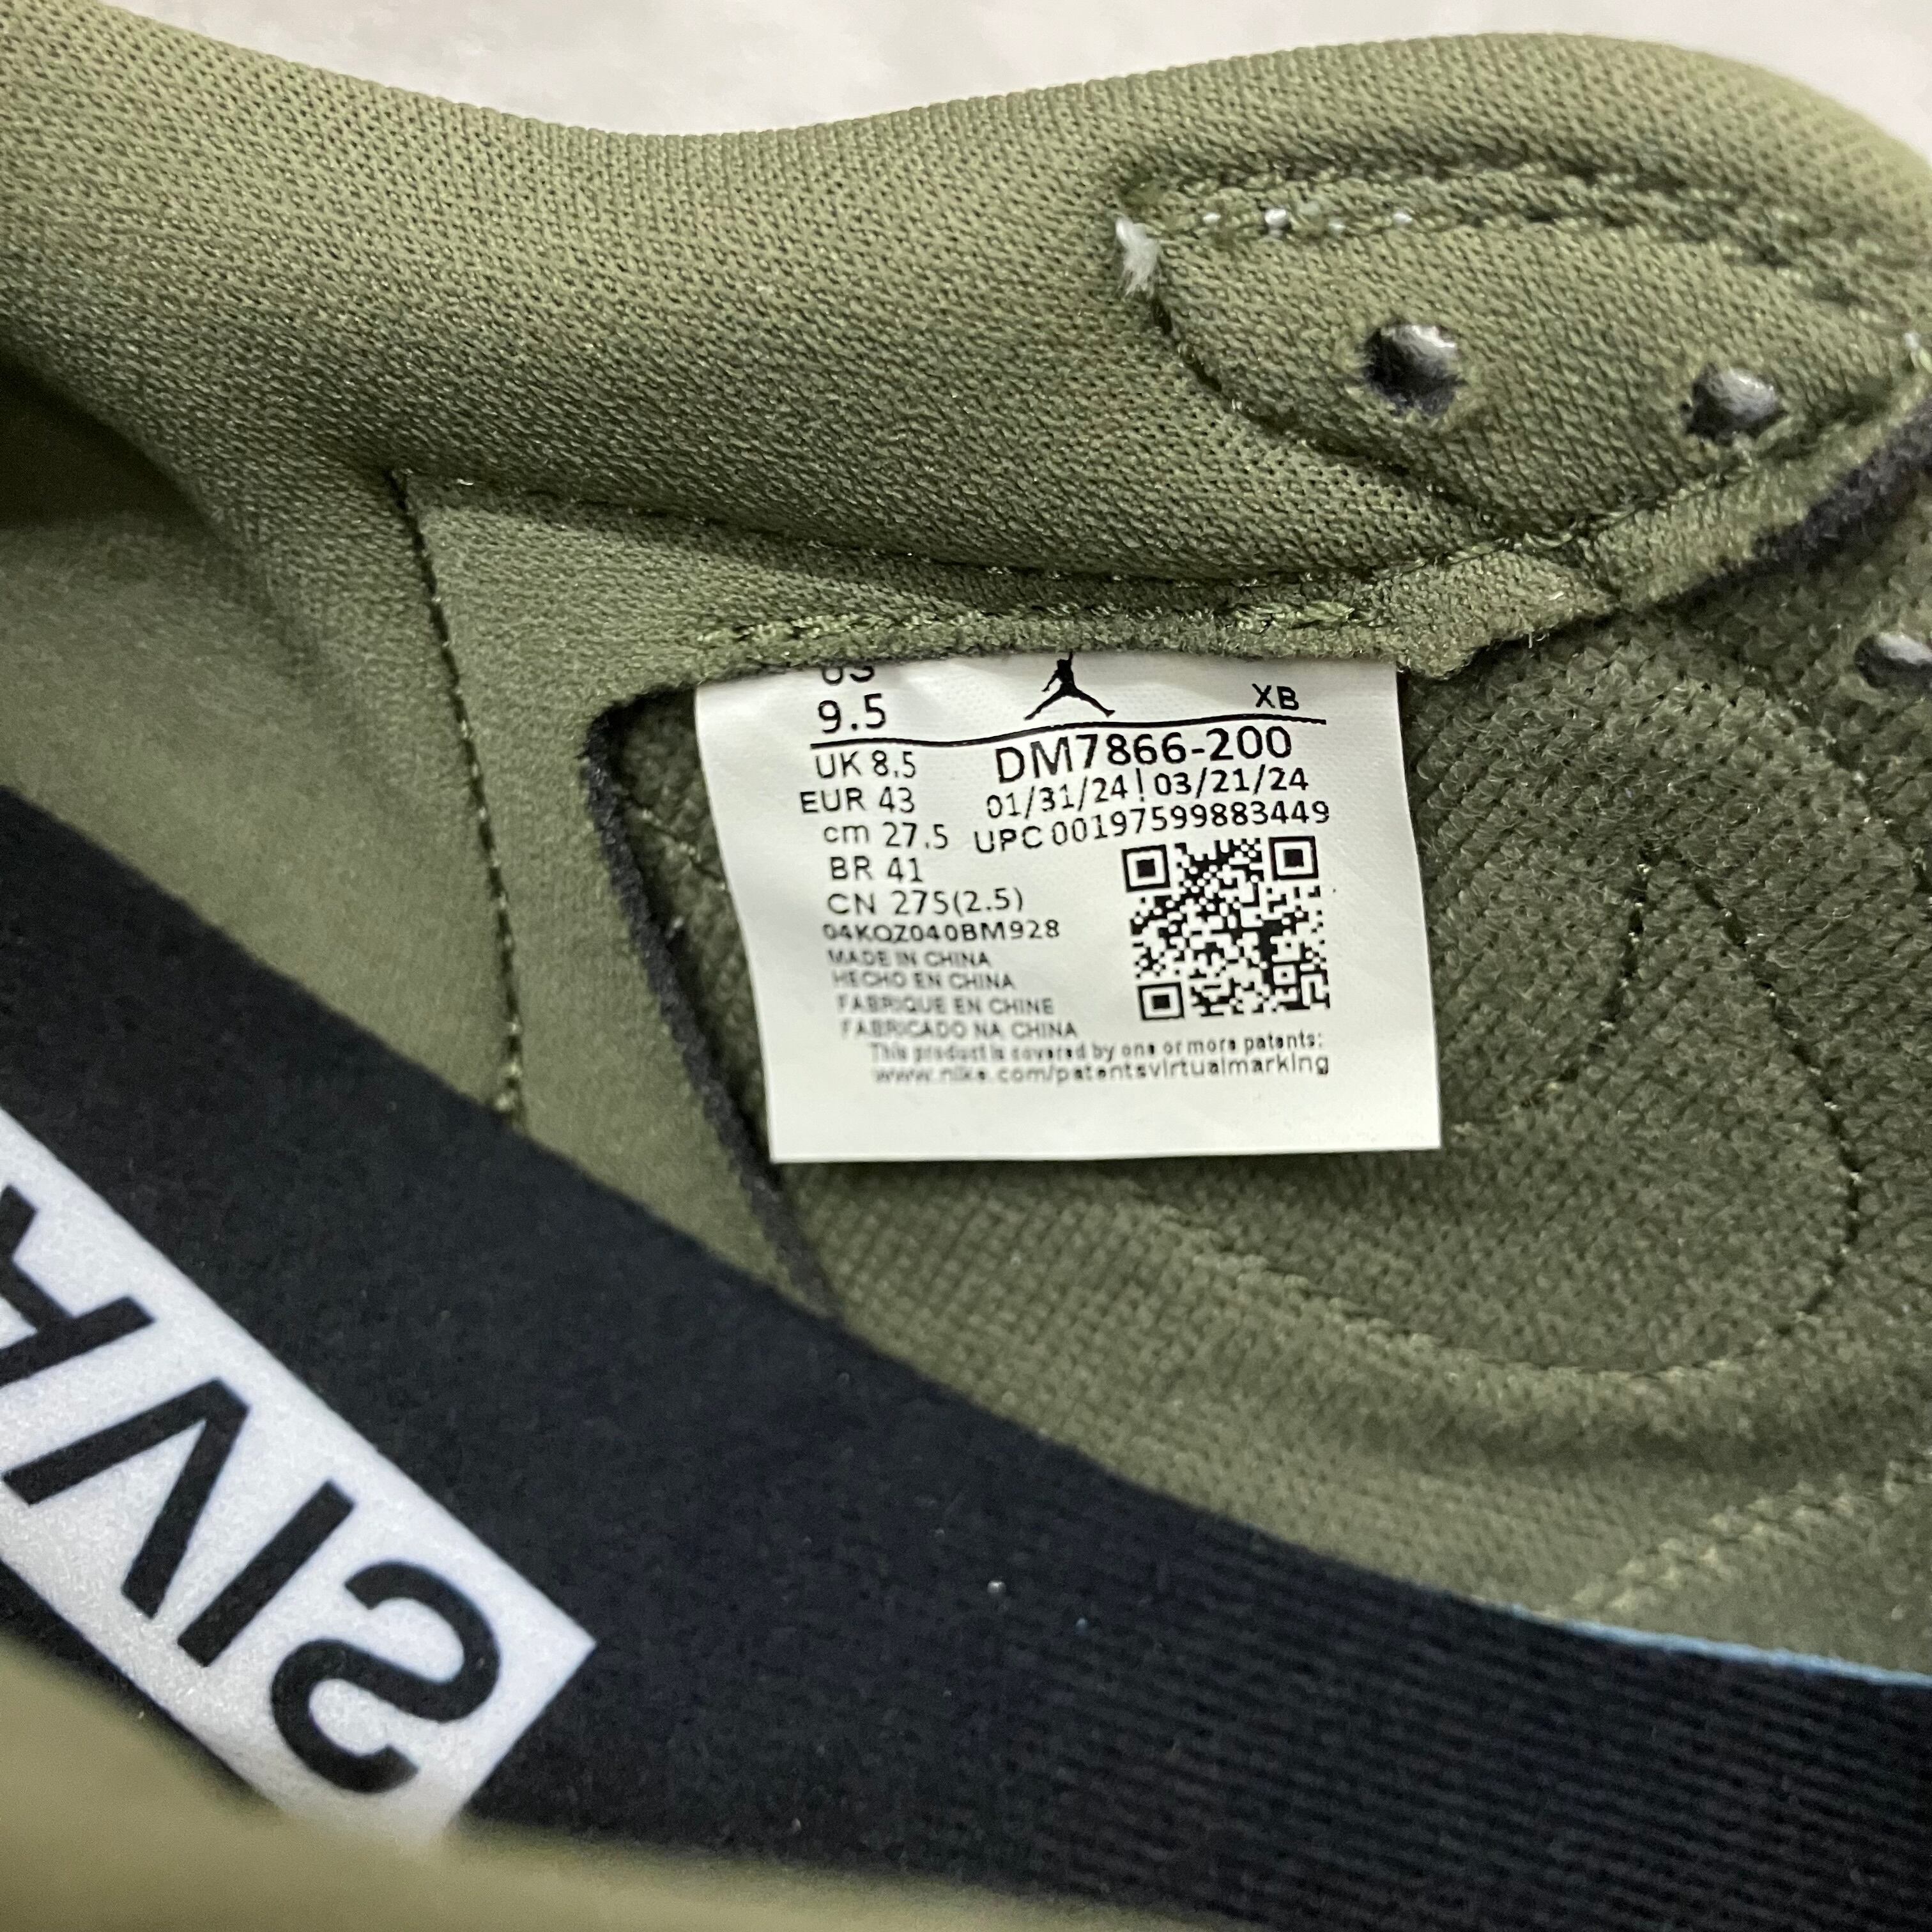 US
9.5
XB
UK 8.5
EUR 43
cm 27.5
BR 41
CN 275(2.5)
DM7866-200
01/31/24 | 03/21/24
UPC 00197599883449
04KQZ040BM928
MADE IN CHINA
HECHO EN CHINA
FABRIQUE EN CHINE
FABRICADO NA CHINA
This product is covered by one or more patents:
www.nike.com/patentsvirtualmarking